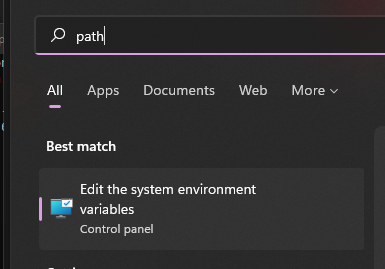 path
All Apps Documents Web More
Best match
Edit the system environment
variables
Control panel